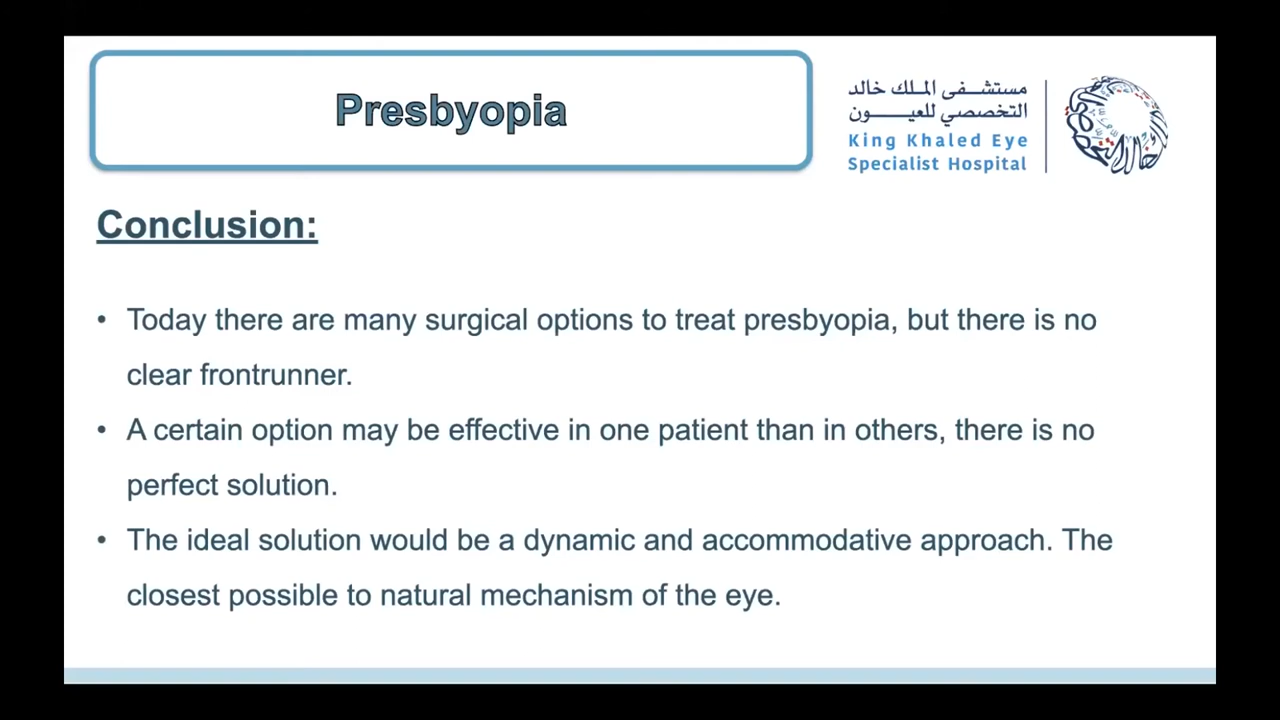 Presbyopia
مستشفى الملك خالد
التخصصي للعيون
King Khaled Eye
Specialist Hospital
Conclusion:
• Today there are many surgical options to treat presbyopia, but there is no
clear frontrunner.
• A certain option may be effective in one patient than in others, there is no
perfect solution.
• The ideal solution would be a dynamic and accommodative approach. The
closest possible to natural mechanism of the eye.